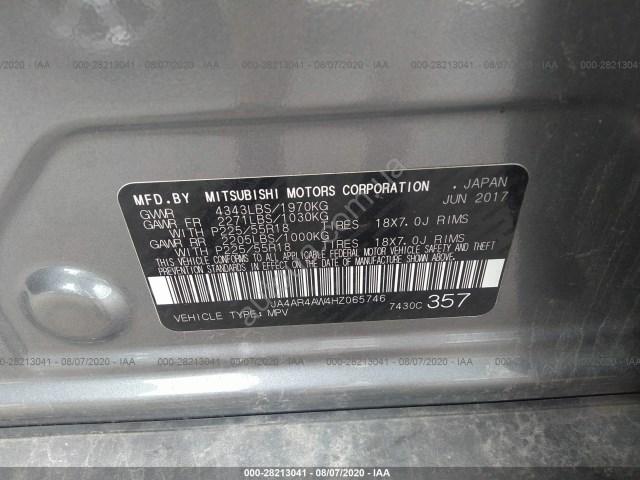 000-28213041 - 08/07/2020 - IAA
MFD.BY MITSUBISHI MOTORS CORPORATION . JAPAN
GVWR 4343LBS/1970KG JUN 2017
GAWR FR 2271LBS/1030KG
WITH P225/55R18 TIRES 18X7.0J RIMS
GAWR RR 2205LBS/1000KG
WITH P225/55R18 TIRES 18X7.0J RIMS
THIS VEHICLE CONFORMS TO ALL APPLICABLE FEDERAL MOTOR VEHICLE SAFETY AND THEFT
PREVENTION STANDARDS IN EFFECT ON THE DATE OF MANUFACTURE SHOWN ABOVE.
JA4AR4AW4HZ065746
VEHICLE TYPE:MPV 7430C 357
000-28213041 - 08/07/2020 - IAA